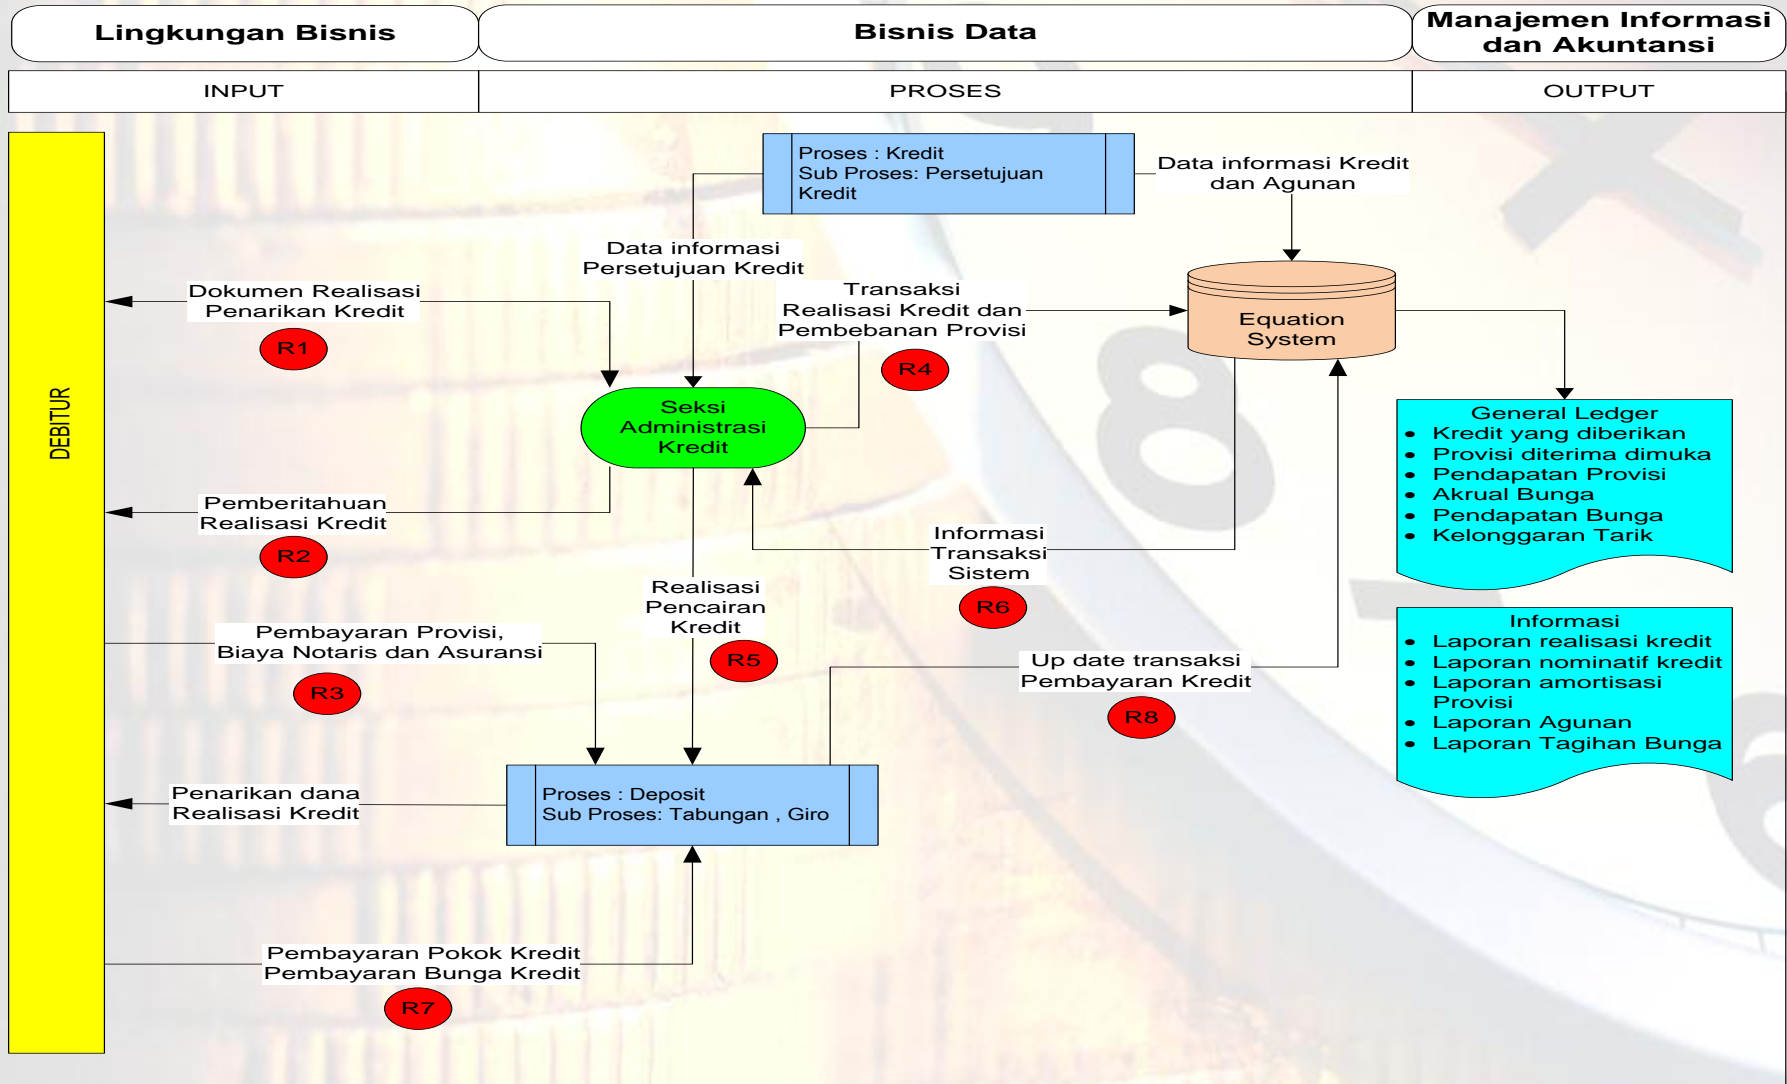 Lingkungan Bisnis
Bisnis Data
Manajemen Informasi
dan Akuntansi
INPUT
PROSES
OUTPUT
DEBITUR
Proses : Kredit
Sub Proses: Persetujuan
Kredit
Data informasi Kredit
dan Agunan
Data informasi
Persetujuan Kredit
Dokumen Realisasi
Penarikan Kredit
R1
Transaksi
Realisasi Kredit dan
Pembebanan Provisi
R4
Equation
System
Seksi
Administrasi
Kredit
General Ledger
• Kredit yang diberikan
• Provisi diterima dimuka
• Pendapatan Provisi
• Akrual Bunga
• Pendapatan Bunga
• Kelonggaran Tarik
Pemberitahuan
Realisasi Kredit
R2
Informasi
Transaksi
Sistem
R6
Realisasi
Pencairan
Kredit
R5
Pembayaran Provisi,
Biaya Notaris dan Asuransi
R3
Up date transaksi
Pembayaran Kredit
R8
Informasi
• Laporan realisasi kredit
• Laporan nominatif kredit
• Laporan amortisasi
Provisi
• Laporan Agunan
• Laporan Tagihan Bunga
Penarikan dana
Realisasi Kredit
Proses : Deposit
Sub Proses: Tabungan , Giro
Pembayaran Pokok Kredit
Pembayaran Bunga Kredit
R7
8
6